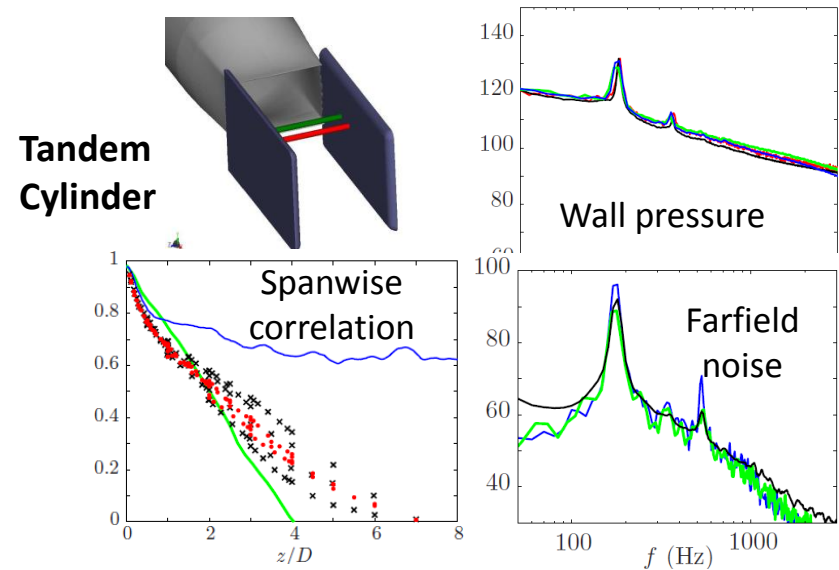 Tandem
Cylinder
140
120
100
80
Wall pressure
1
0.8
0.6
0.4
0.2
0
0
2
4
6
8
z/D
Spanwise
correlation
100
80
60
40
100
1000
f (Hz)
Farfield
noise